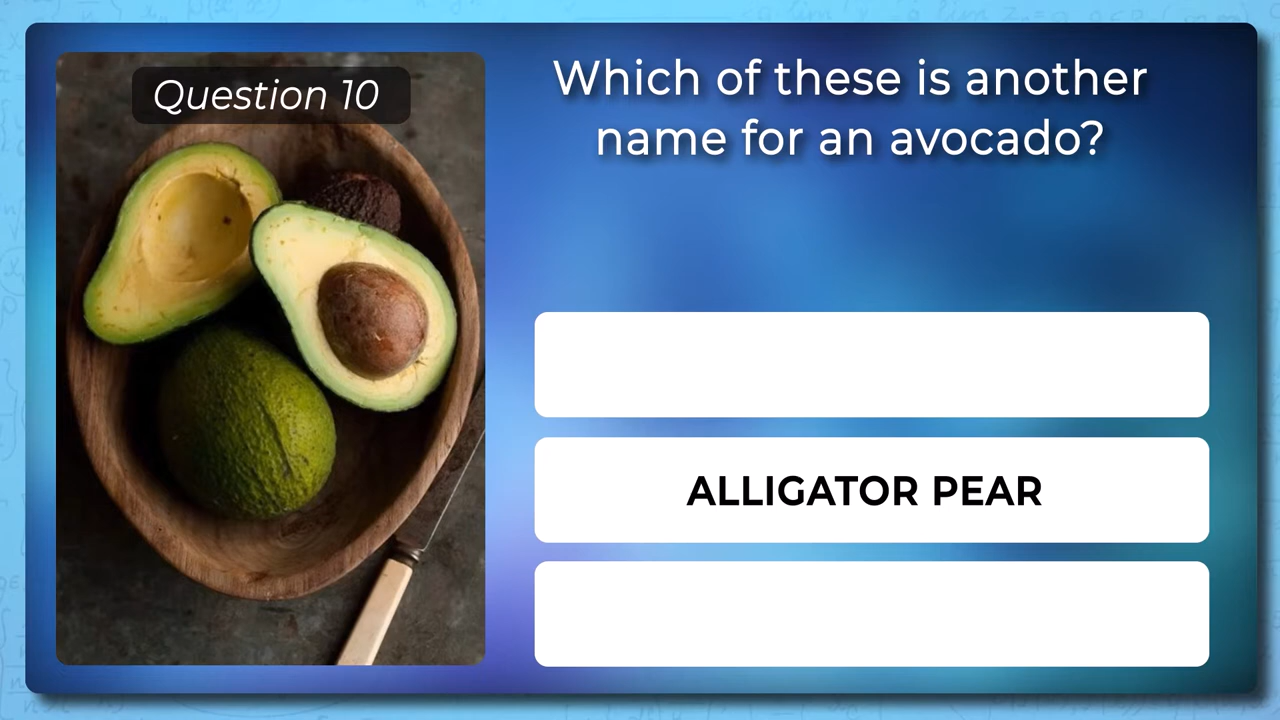 Question 10
Which of these is another
name for an avocado?
ALLIGATOR PEAR